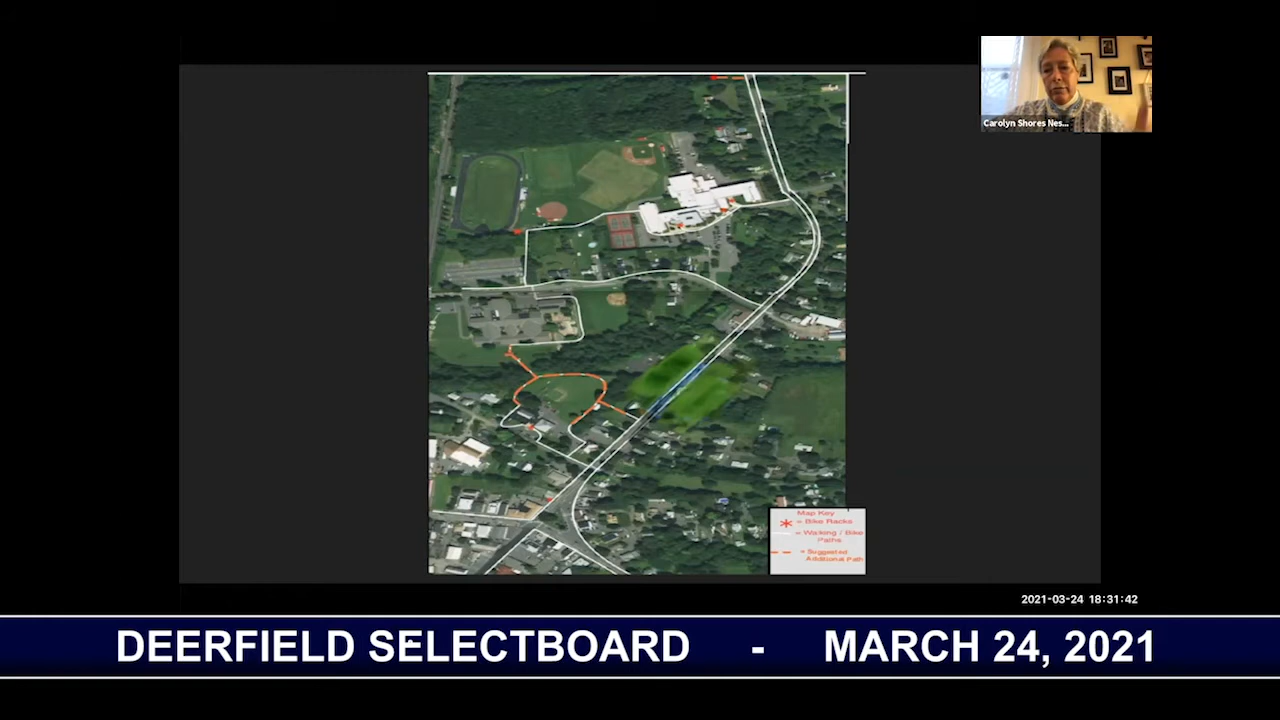 Carolyn Shores Nes...
Map Key
= Bike Racks
= Walking / Bike
Paths
= Suggested
Additional Path
2021-03-24 18:31:42
DEERFIELD SELECTBOARD - MARCH 24, 2021